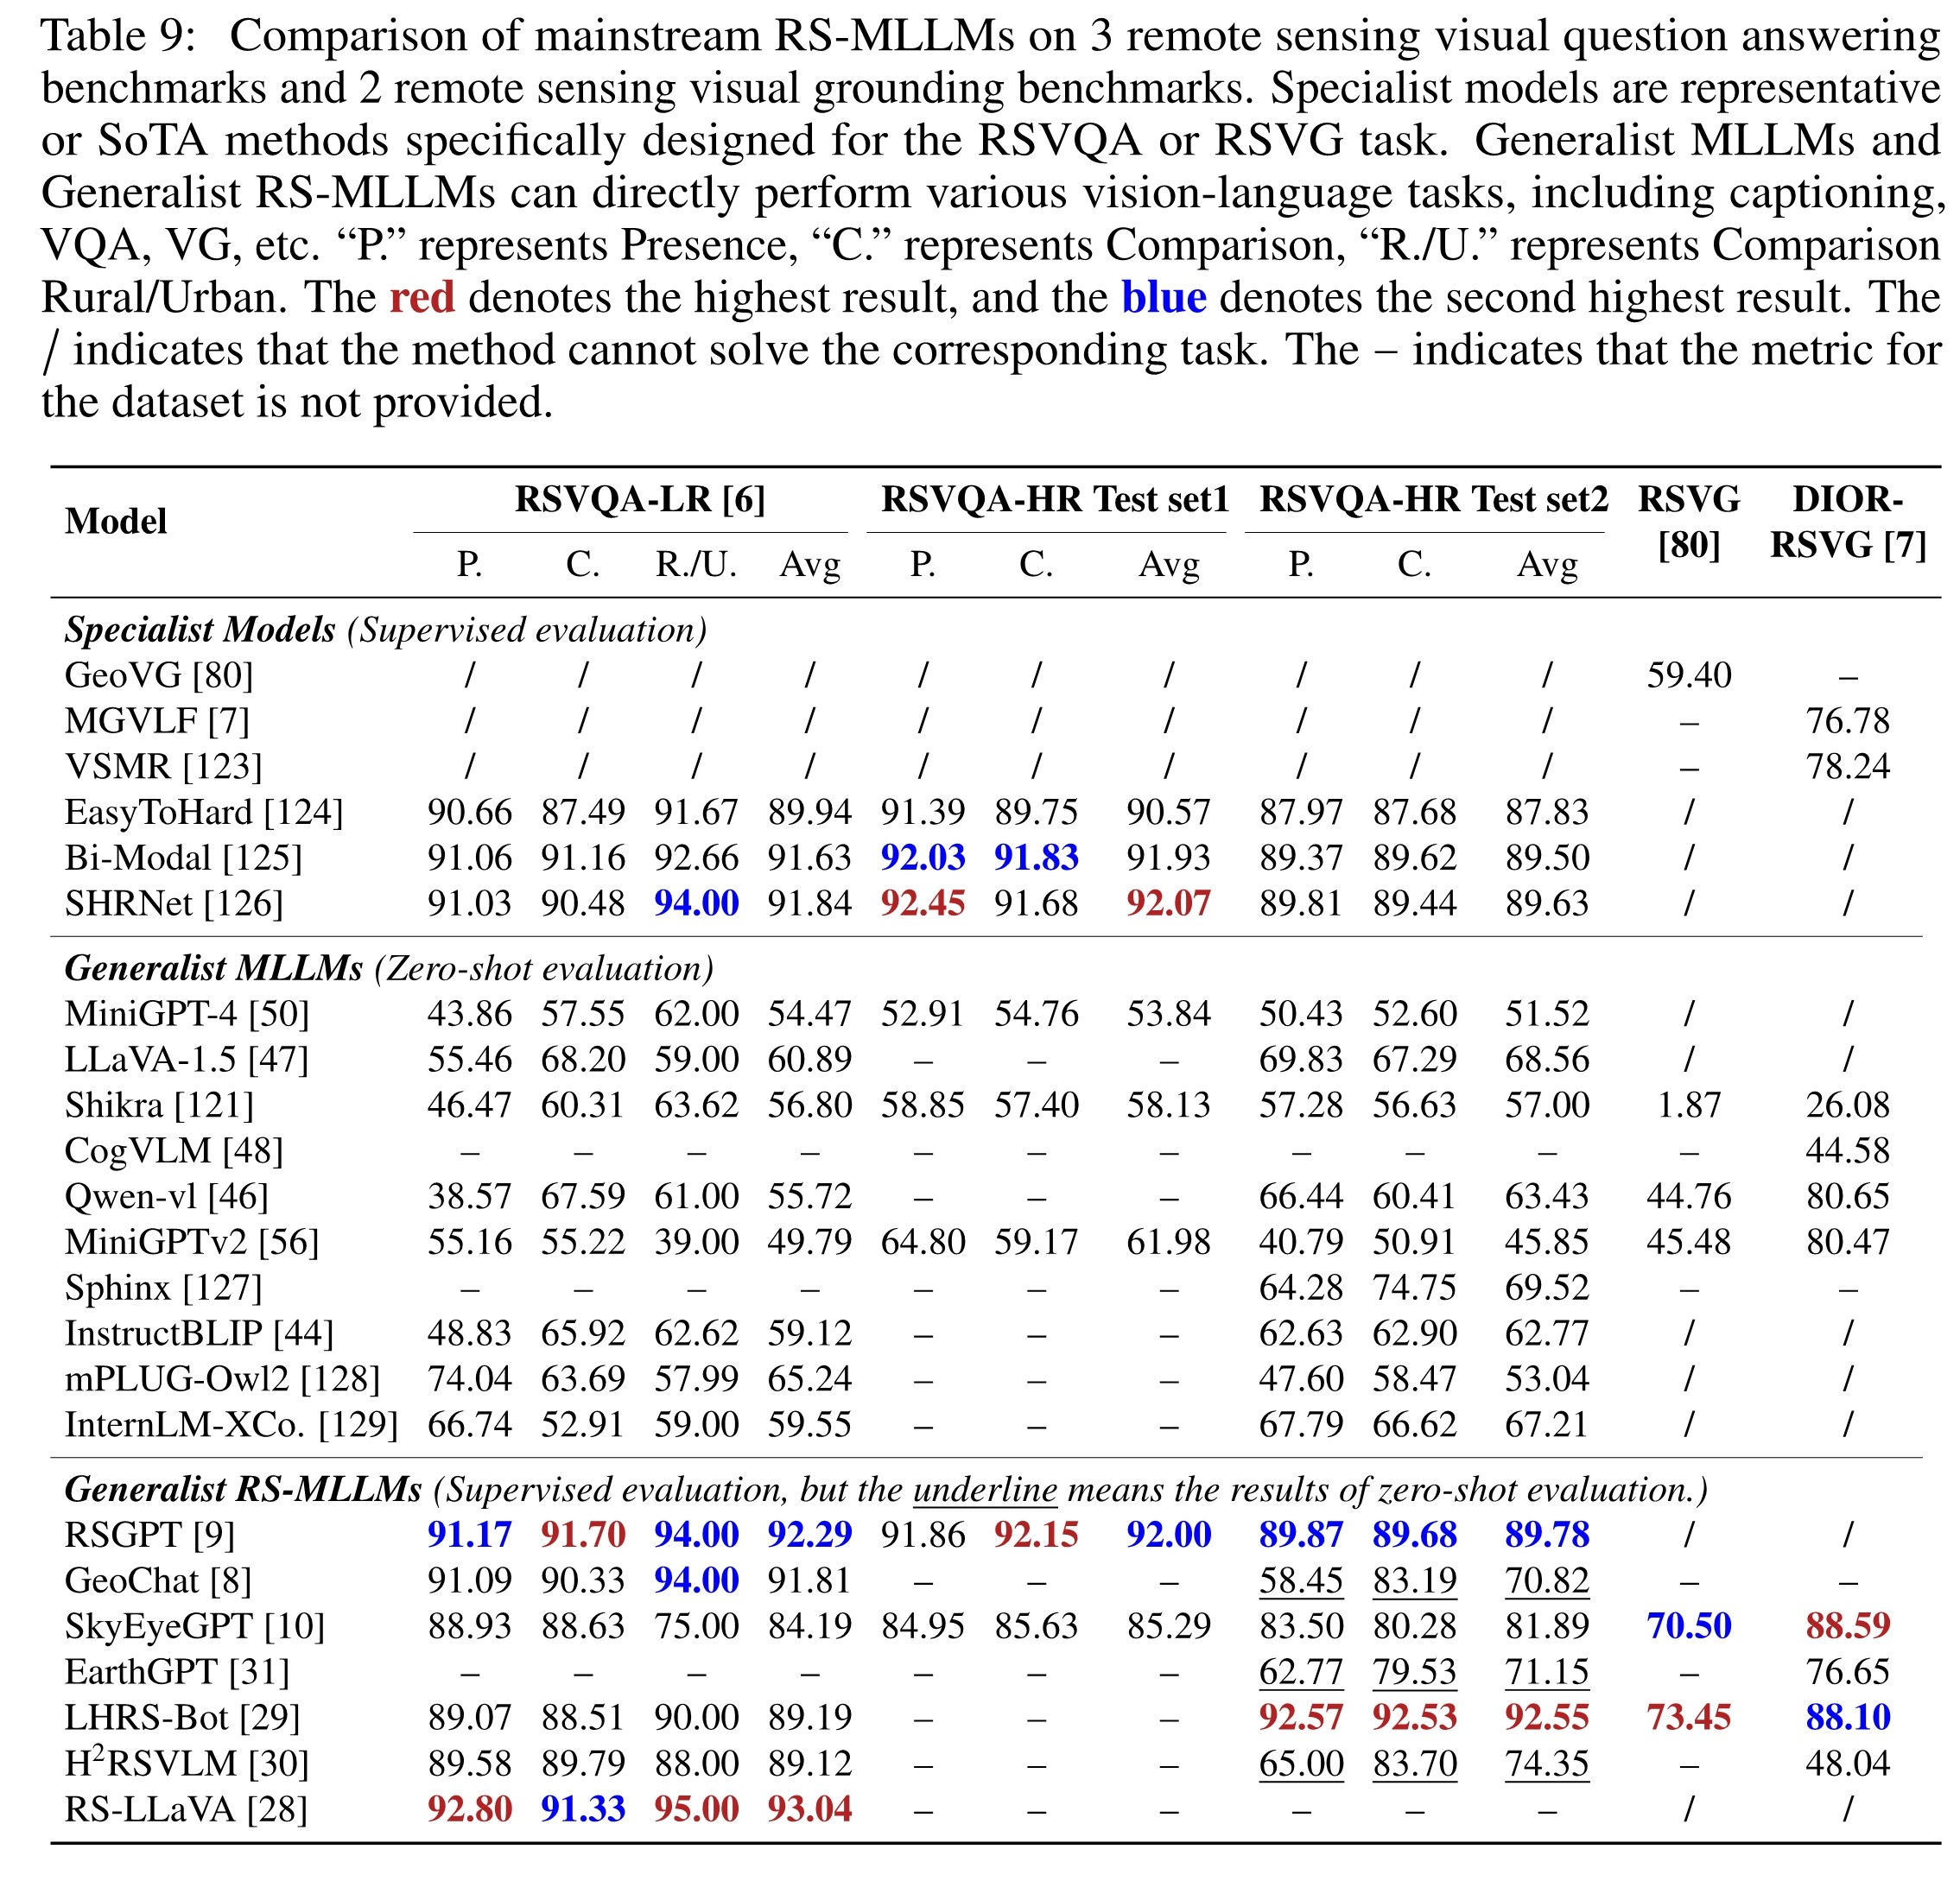 Table 9: Comparison of mainstream RS-MLLMs on 3 remote sensing visual question answering
benchmarks and 2 remote sensing visual grounding benchmarks. Specialist models are representative
or SoTA methods specifically designed for the RSVQA or RSVG task. Generalist MLLMs and
Generalist RS-MLLMs can directly perform various vision-language tasks, including captioning,
VQA, VG, etc. “P.” represents Presence, “C.” represents Comparison, “R./U.” represents Comparison
Rural/Urban. The red denotes the highest result, and the blue denotes the second highest result. The
/ indicates that the method cannot solve the corresponding task. The – indicates that the metric for
the dataset is not provided.
Model RSVQA-LR [6] RSVQA-HR Test set1 RSVQA-HR Test set2 RSVG [80] DIOR-RSVG [7]
P. C. R./U. Avg P. C. Avg P. C. Avg
Specialist Models (Supervised evaluation)
GeoVG [80] / / / / / / / / / / 59.40 –
MGVLF [7] / / / / / / / / / / – 76.78
VSMR [123] / / / / / / / / / / – 78.24
EasyToHard [124] 90.66 87.49 91.67 89.94 91.39 89.75 90.57 87.97 87.68 87.83 / /
Bi-Modal [125] 91.06 91.16 92.66 91.63 92.03 91.83 91.93 89.37 89.62 89.50 / /
SHRNet [126] 91.03 90.48 94.00 91.84 92.45 91.68 92.07 89.81 89.44 89.63 / /
Generalist MLLMs (Zero-shot evaluation)
MiniGPT-4 [50] 43.86 57.55 62.00 54.47 52.91 54.76 53.84 50.43 52.60 51.52 / /
LLaVA-1.5 [47] 55.46 68.20 59.00 60.89 – – – 69.83 67.29 68.56 / /
Shikra [121] 46.47 60.31 63.62 56.80 58.85 57.40 58.13 57.28 56.63 57.00 1.87 26.08
CogVLM [48] – – – – – – – – – – – 44.58
Qwen-vl [46] 38.57 67.59 61.00 55.72 – – – 66.44 60.41 63.43 44.76 80.65
MiniGPTv2 [56] 55.16 55.22 39.00 49.79 64.80 59.17 61.98 40.79 50.91 45.85 45.48 80.47
Sphinx [127] – – – – – – – 64.28 74.75 69.52 – –
InstructBLIP [44] 48.83 65.92 62.62 59.12 – – – 62.63 62.90 62.77 / /
mPLUG-Owl2 [128] 74.04 63.69 57.99 65.24 – – – 47.60 58.47 53.04 / /
InternLM-XCo. [129] 66.74 52.91 59.00 59.55 – – – 67.79 66.62 67.21 / /
Generalist RS-MLLMs (Supervised evaluation, but the underline means the results of zero-shot evaluation.)
RSGPT [9] 91.17 91.70 94.00 92.29 91.86 92.15 92.00 89.87 89.68 89.78 / /
GeoChat [8] 91.09 90.33 94.00 91.81 – – – 58.45 83.19 70.82 – –
SkyEyeGPT [10] 88.93 88.63 75.00 84.19 84.95 85.63 85.29 83.50 80.28 81.89 70.50 88.59
EarthGPT [31] – – – – – – – 62.77 79.53 71.15 – 76.65
LHRS-Bot [29] 89.07 88.51 90.00 89.19 – – – 92.57 92.53 92.55 73.45 88.10
H²RSVLM [30] 89.58 89.79 88.00 89.12 – – – 65.00 83.70 74.35 – 48.04
RS-LLaVA [28] 92.80 91.33 95.00 93.04 – – – – – – / /